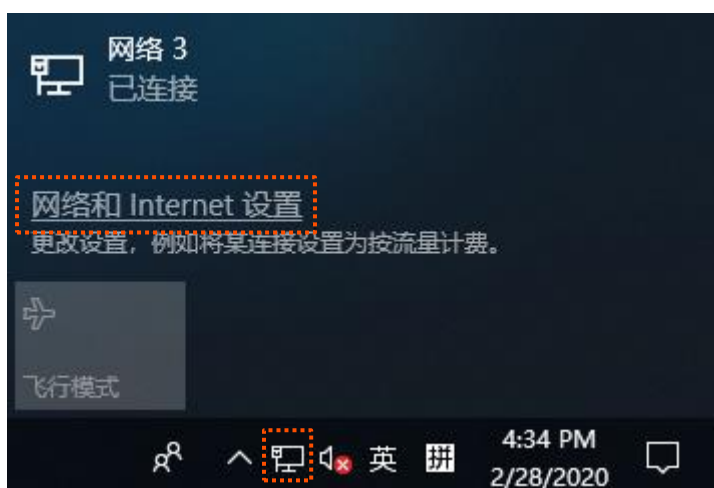 网络 3
已连接
网络和 Internet 设置
更改设置，例如将某连接设置为按流量计费。
飞行模式
英 拼 4:34 PM
2/28/2020